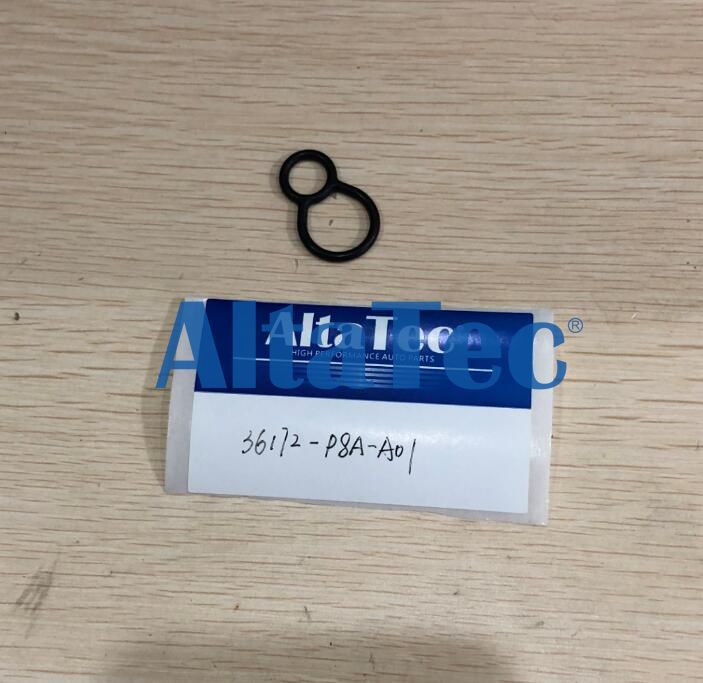 AltaTec
HIGH PERFORMANCE AUTO PARTS
AltaTec®
36172-P8A-A01